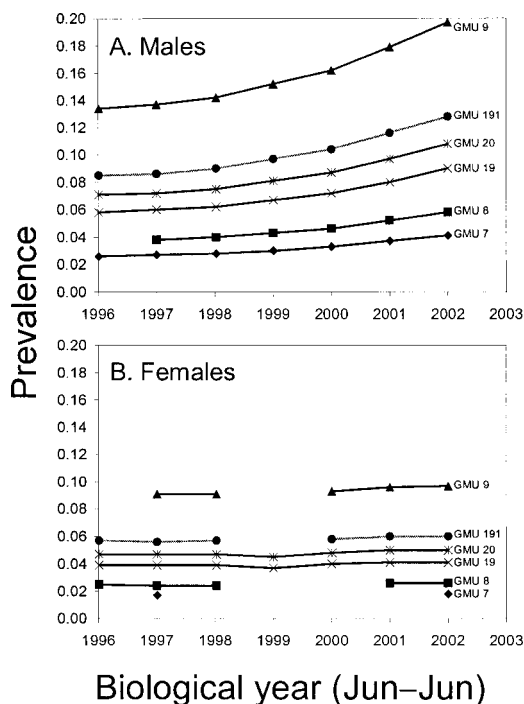 Prevalence
A. Males
0.20
0.18
0.16
0.14
0.12
0.10
0.08
0.06
0.04
0.02
0.00
GMU 9
GMU 191
GMU 20
GMU 19
GMU 8
GMU 7
1996 1997 1998 1999 2000 2001 2002 2003
B. Females
0.20
0.18
0.16
0.14
0.12
0.10
0.08
0.06
0.04
0.02
0.00
GMU 9
GMU 191
GMU 20
GMU 19
GMU 8
GMU 7
1996 1997 1998 1999 2000 2001 2002 2003
Biological year (Jun–Jun)